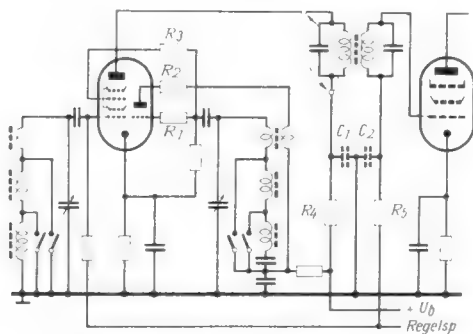 R3
R2
R1
C1 C2
R4 R5
+ Ub
Regelsp